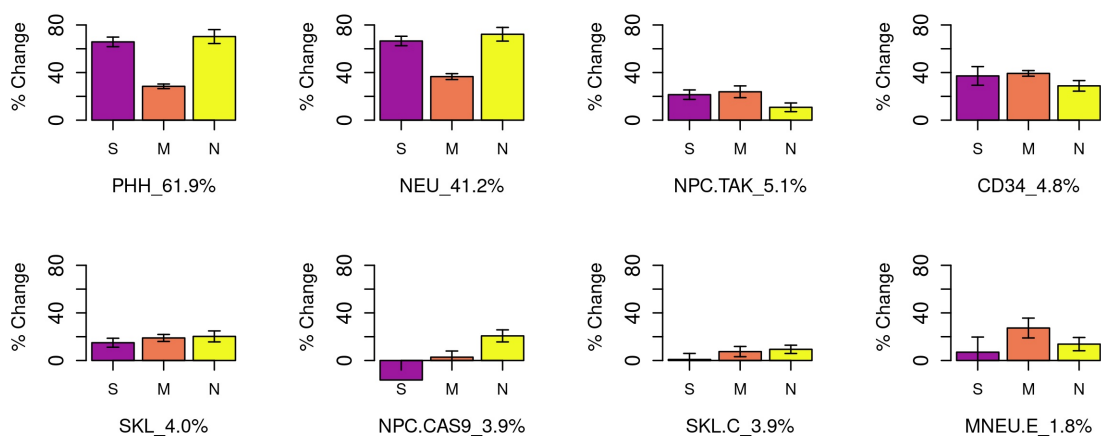 % Change
80
40
0
S M N
PHH_61.9%
% Change
80
40
0
S M N
NEU_41.2%
% Change
80
40
0
S M N
NPC.TAK_5.1%
% Change
80
40
0
S M N
CD34_4.8%
% Change
80
40
0
S M N
SKL_4.0%
% Change
80
40
0
S M N
NPC.CAS9_3.9%
% Change
80
40
0
S M N
SKL.C_3.9%
% Change
80
40
0
S M N
MNEU.E_1.8%